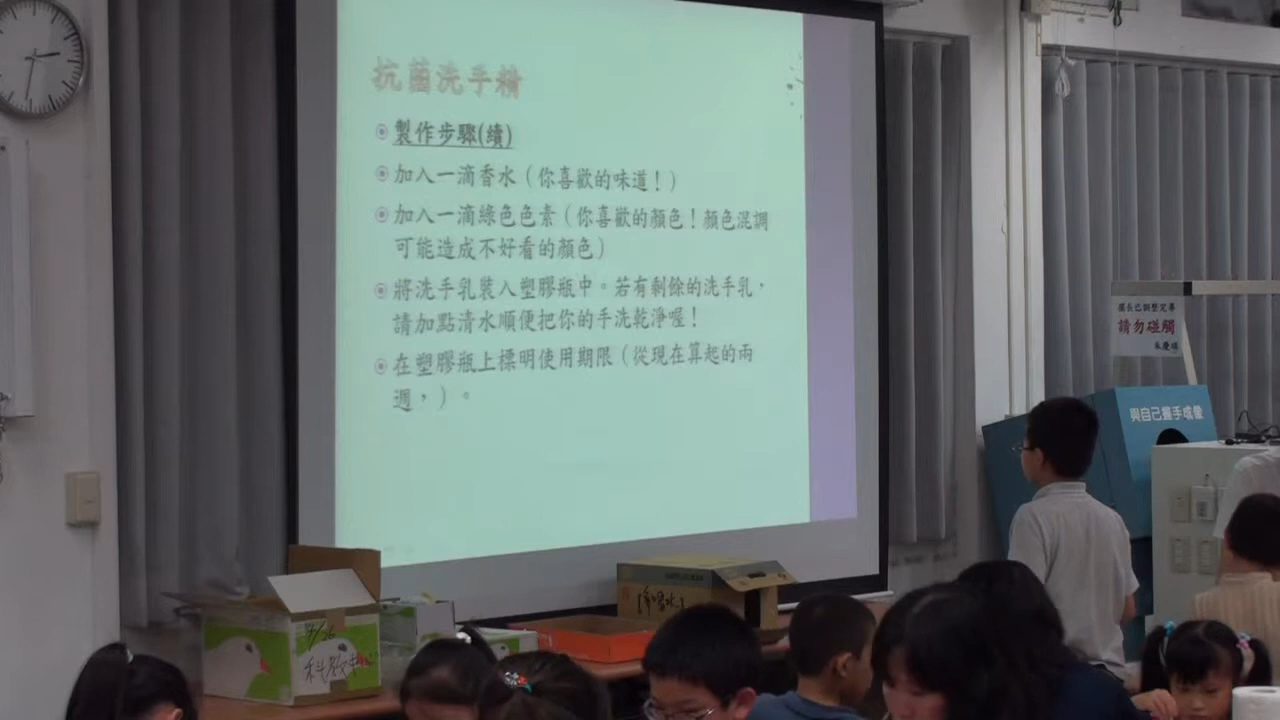 抗菌洗手精
製作步驟(續)
加入一滴香水（你喜歡的味道！）
加入一滴綠色色素（你喜歡的顏色！顏色混調
可能造成不好看的顏色）
將洗手乳裝入塑膠瓶中。若有剩餘的洗手乳，
請加點清水順便把你的手洗乾淨喔！
在塑膠瓶上標明使用期限（從現在算起的兩
週，）。
請勿碰觸
與自己握手成像